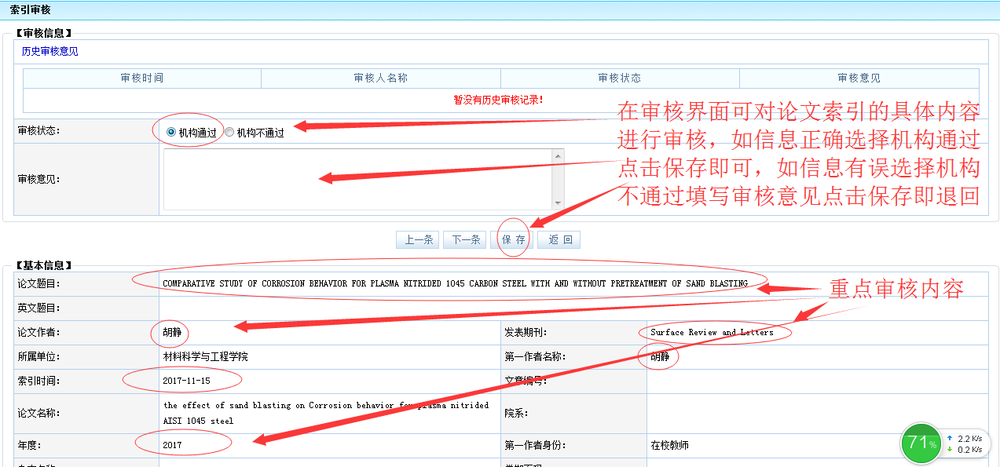 索引审核
【审核信息】
历史审核意见
审核时间 审核人名称 审核状态 审核意见
暂没有历史审核记录!
审核状态: 机构通过 机构不通过
审核意见:
在审核界面可对论文索引的具体内容
进行审核，如信息正确选择机构通过
点击保存即可，如信息有误选择机构
不通过填写审核意见点击保存即退回
上一条 下一条 保 存 返 回
【基本信息】
论文题目: COMPARATIVE STUDY OF CORROSION BEHAVIOR FOR PLASMA NITRIDED 1045 CARBON STEEL WITH AND WITHOUT PRETREATMENT OF SAND BLASTING
重点审核内容
英文题目:
论文作者: 胡静 发表期刊: Surface Review and Letters
所属单位: 材料科学与工程学院 第一作者名称: 胡静
索引时间: 2017-11-15 文章编号:
论文名称: the effect of sand blasting on Corrosion behavior for plasma nitrided
AISI 1045 steel
院系:
年度: 2017 第一作者身份: 在校教师
71%
2.2 K/s
0.2 K/s